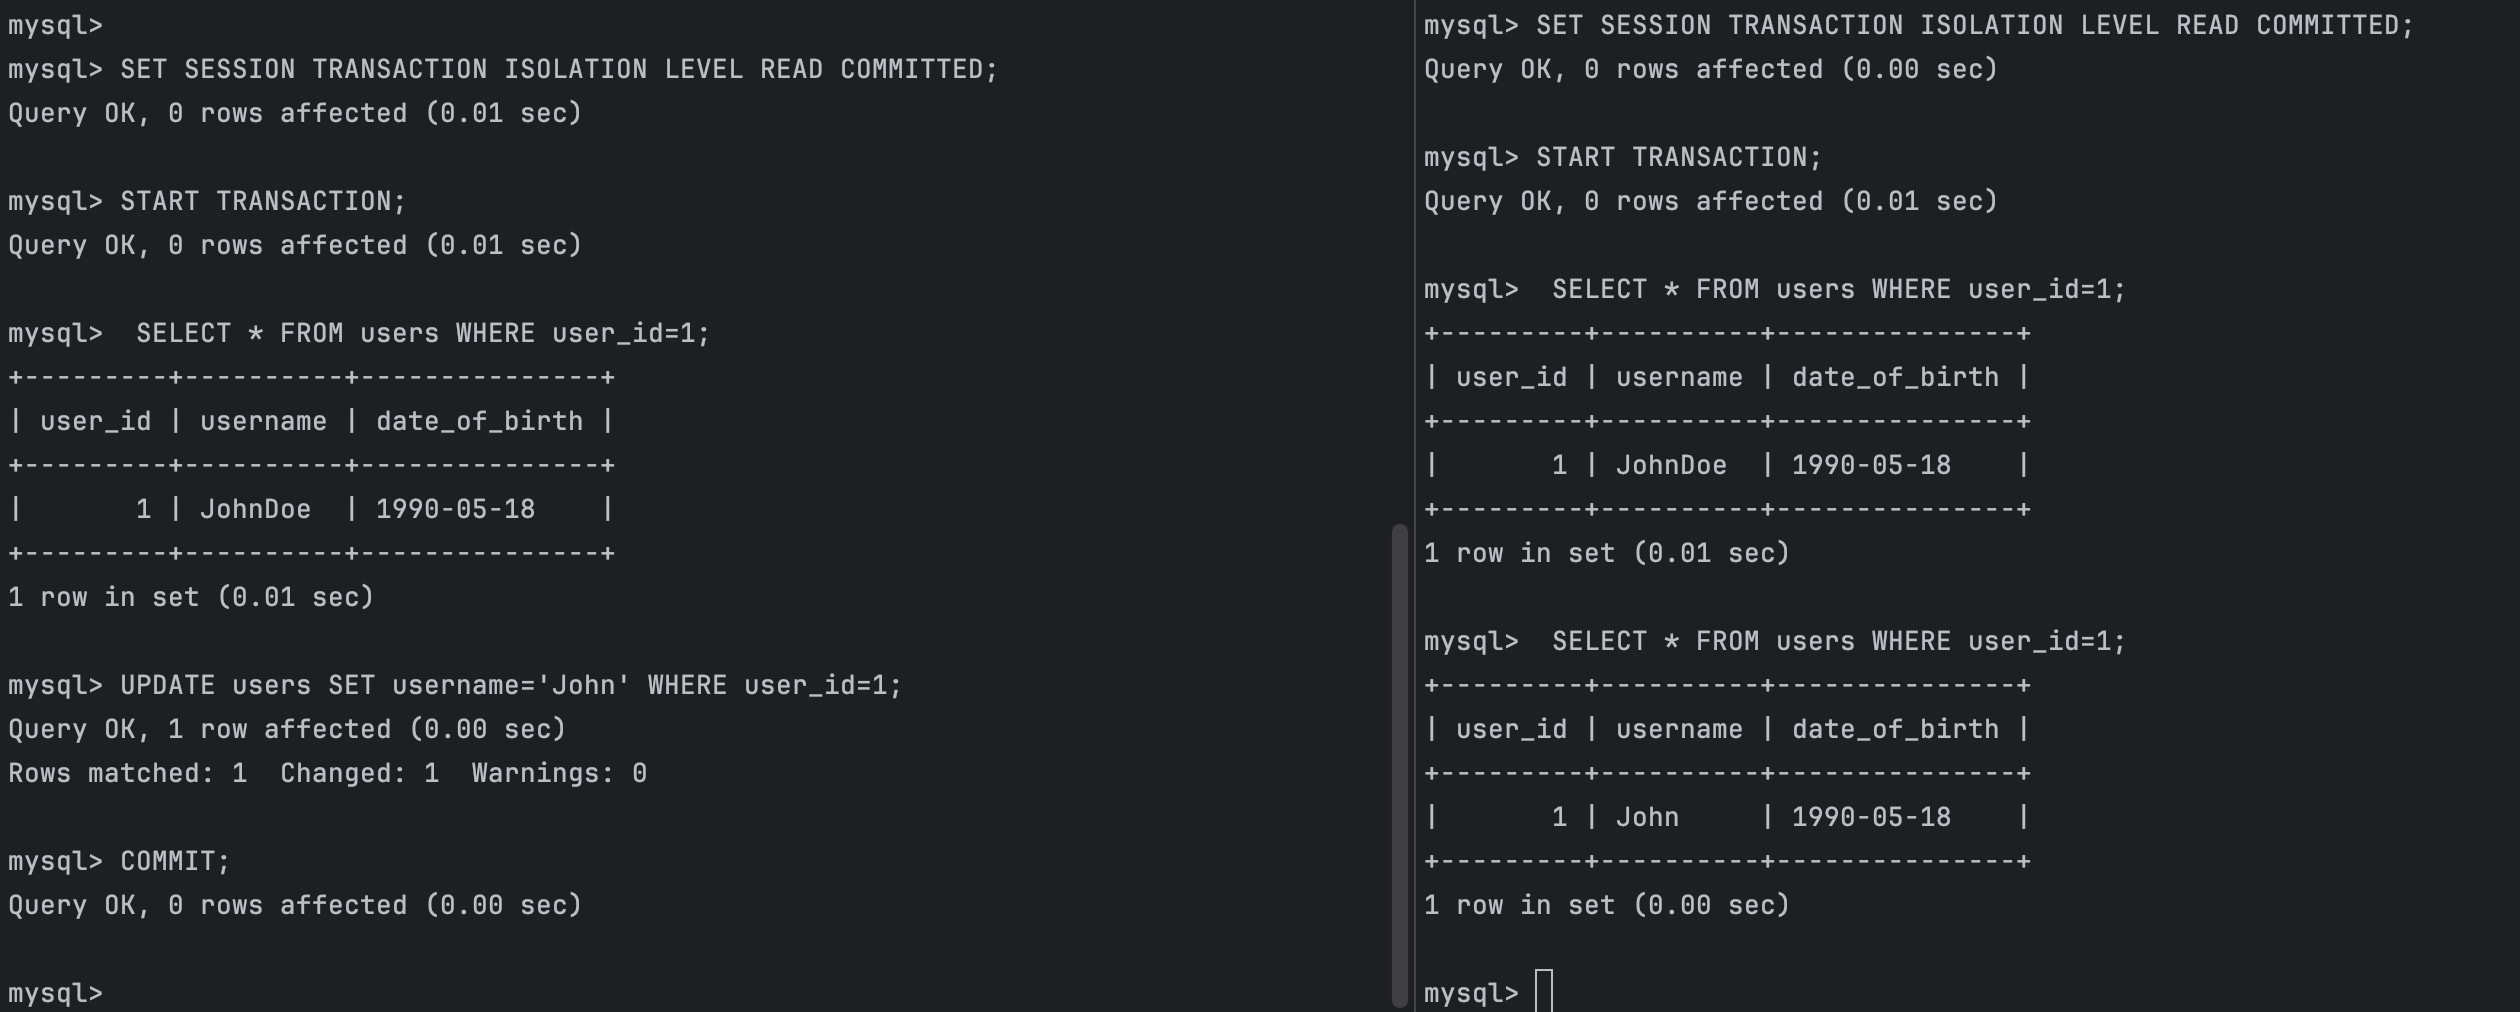 mysql>
mysql> SET SESSION TRANSACTION ISOLATION LEVEL READ COMMITTED;
Query OK, 0 rows affected (0.01 sec)

mysql> START TRANSACTION;
Query OK, 0 rows affected (0.01 sec)

mysql>  SELECT * FROM users WHERE user_id=1;
+---------+----------+---------------+
| user_id | username | date_of_birth |
+---------+----------+---------------+
|       1 | JohnDoe  | 1990-05-18    |
+---------+----------+---------------+
1 row in set (0.01 sec)

mysql> UPDATE users SET username='John' WHERE user_id=1;
Query OK, 1 row affected (0.00 sec)
Rows matched: 1  Changed: 1  Warnings: 0

mysql> COMMIT;
Query OK, 0 rows affected (0.00 sec)

mysql>
mysql> SET SESSION TRANSACTION ISOLATION LEVEL READ COMMITTED;
Query OK, 0 rows affected (0.00 sec)

mysql> START TRANSACTION;
Query OK, 0 rows affected (0.01 sec)

mysql>  SELECT * FROM users WHERE user_id=1;
+---------+----------+---------------+
| user_id | username | date_of_birth |
+---------+----------+---------------+
|       1 | JohnDoe  | 1990-05-18    |
+---------+----------+---------------+
1 row in set (0.01 sec)

mysql>  SELECT * FROM users WHERE user_id=1;
+---------+----------+---------------+
| user_id | username | date_of_birth |
+---------+----------+---------------+
|       1 | John     | 1990-05-18    |
+---------+----------+---------------+
1 row in set (0.00 sec)

mysql>